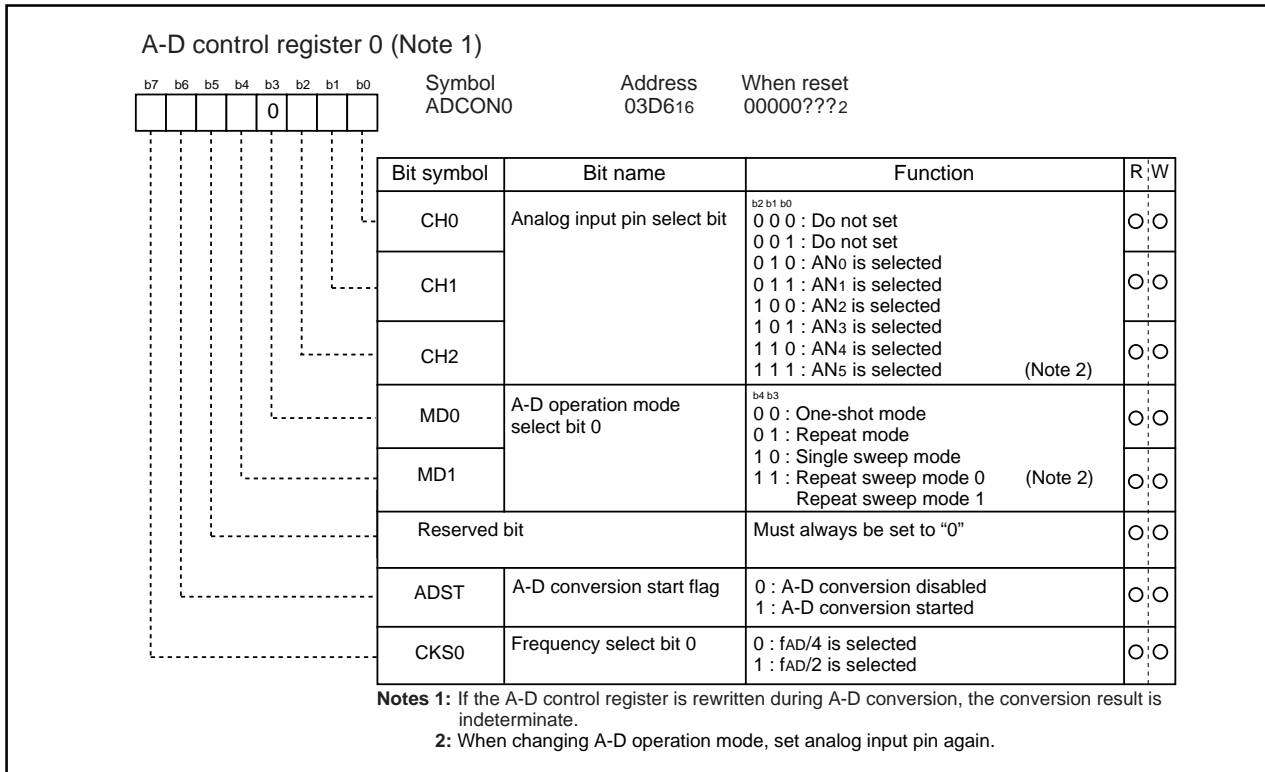 A-D control register 0 (Note 1)
b7 b6 b5 b4 b3 b2 b1 b0
0
Symbol Address When reset
ADCON0 03D616 00000???2
Bit symbol Bit name Function R W
CH0 Analog input pin select bit
b2 b1 b0
0 0 0 : Do not set
0 0 1 : Do not set
0 1 0 : AN0 is selected
CH1
0 1 1 : AN1 is selected
1 0 0 : AN2 is selected
1 0 1 : AN3 is selected
CH2
1 1 0 : AN4 is selected
1 1 1 : AN5 is selected (Note 2)
MD0 A-D operation mode
select bit 0
b4 b3
0 0 : One-shot mode
0 1 : Repeat mode
MD1
1 0 : Single sweep mode
1 1 : Repeat sweep mode 0 (Note 2)
Repeat sweep mode 1
Reserved bit Must always be set to “0”
ADST A-D conversion start flag 0 : A-D conversion disabled
1 : A-D conversion started
CKS0 Frequency select bit 0 0 : fAD/4 is selected
1 : fAD/2 is selected
Notes 1: If the A-D control register is rewritten during A-D conversion, the conversion result is
indeterminate.
2: When changing A-D operation mode, set analog input pin again.